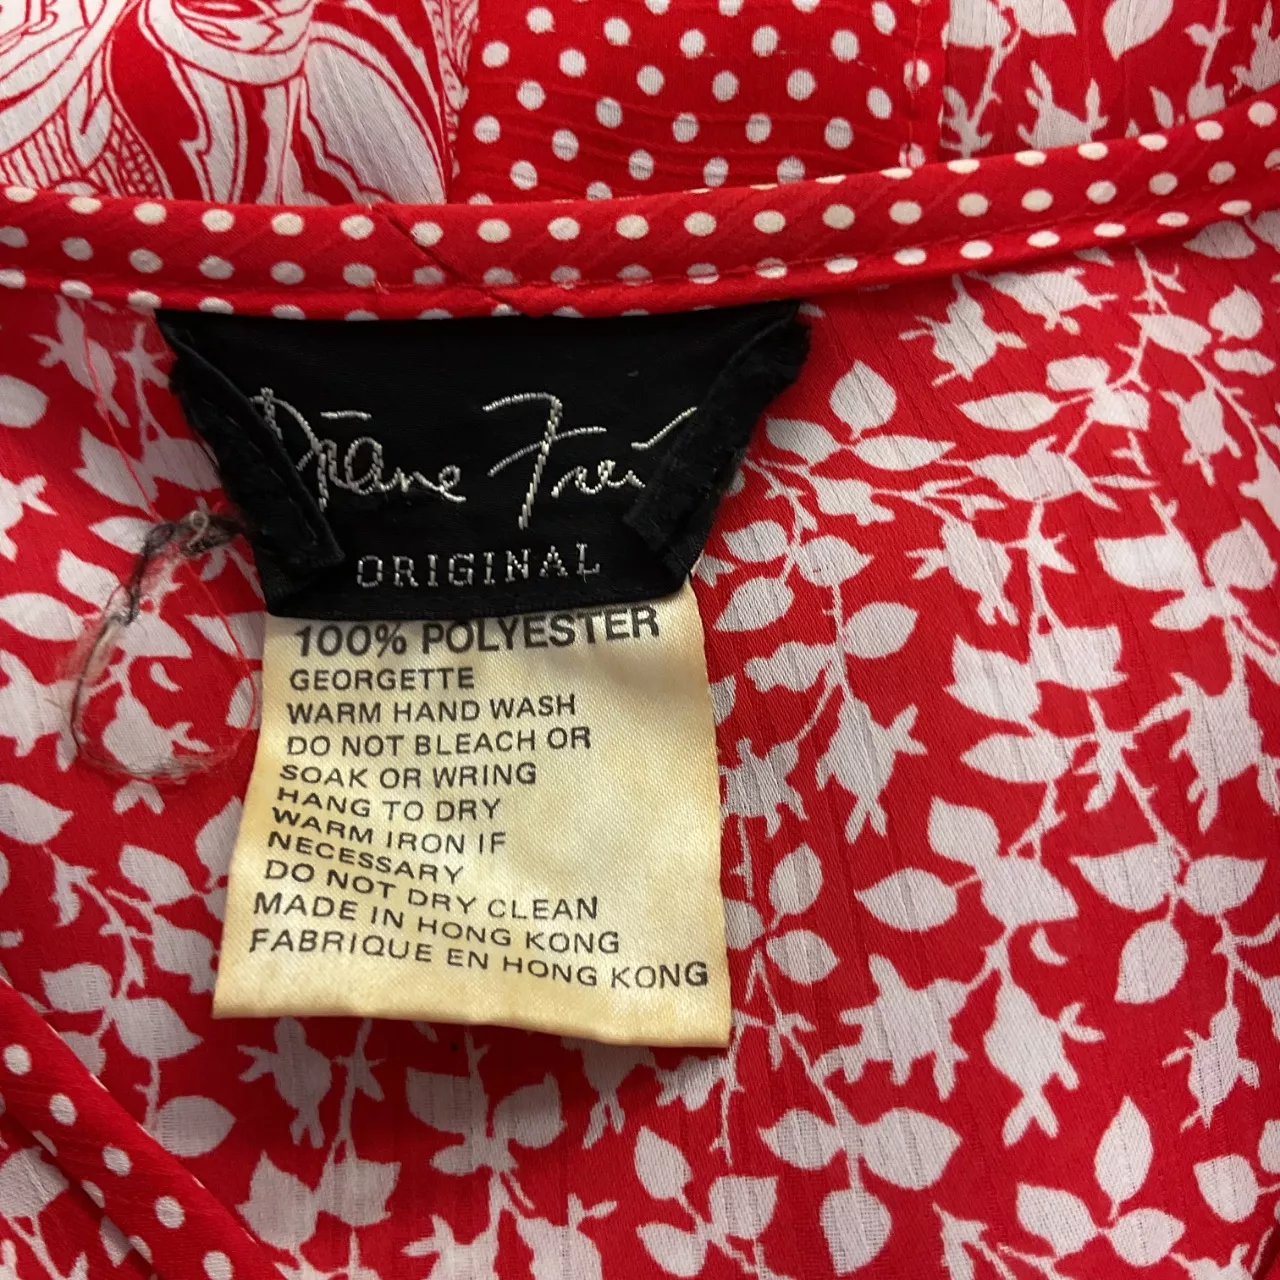 Diane Freis
ORIGINAL
100% POLYESTER
GEORGETTE
WARM HAND WASH
DO NOT BLEACH OR
SOAK OR WRING
HANG TO DRY
WARM IRON IF
NECESSARY
DO NOT DRY CLEAN
MADE IN HONG KONG
FABRIQUE EN HONG KONG